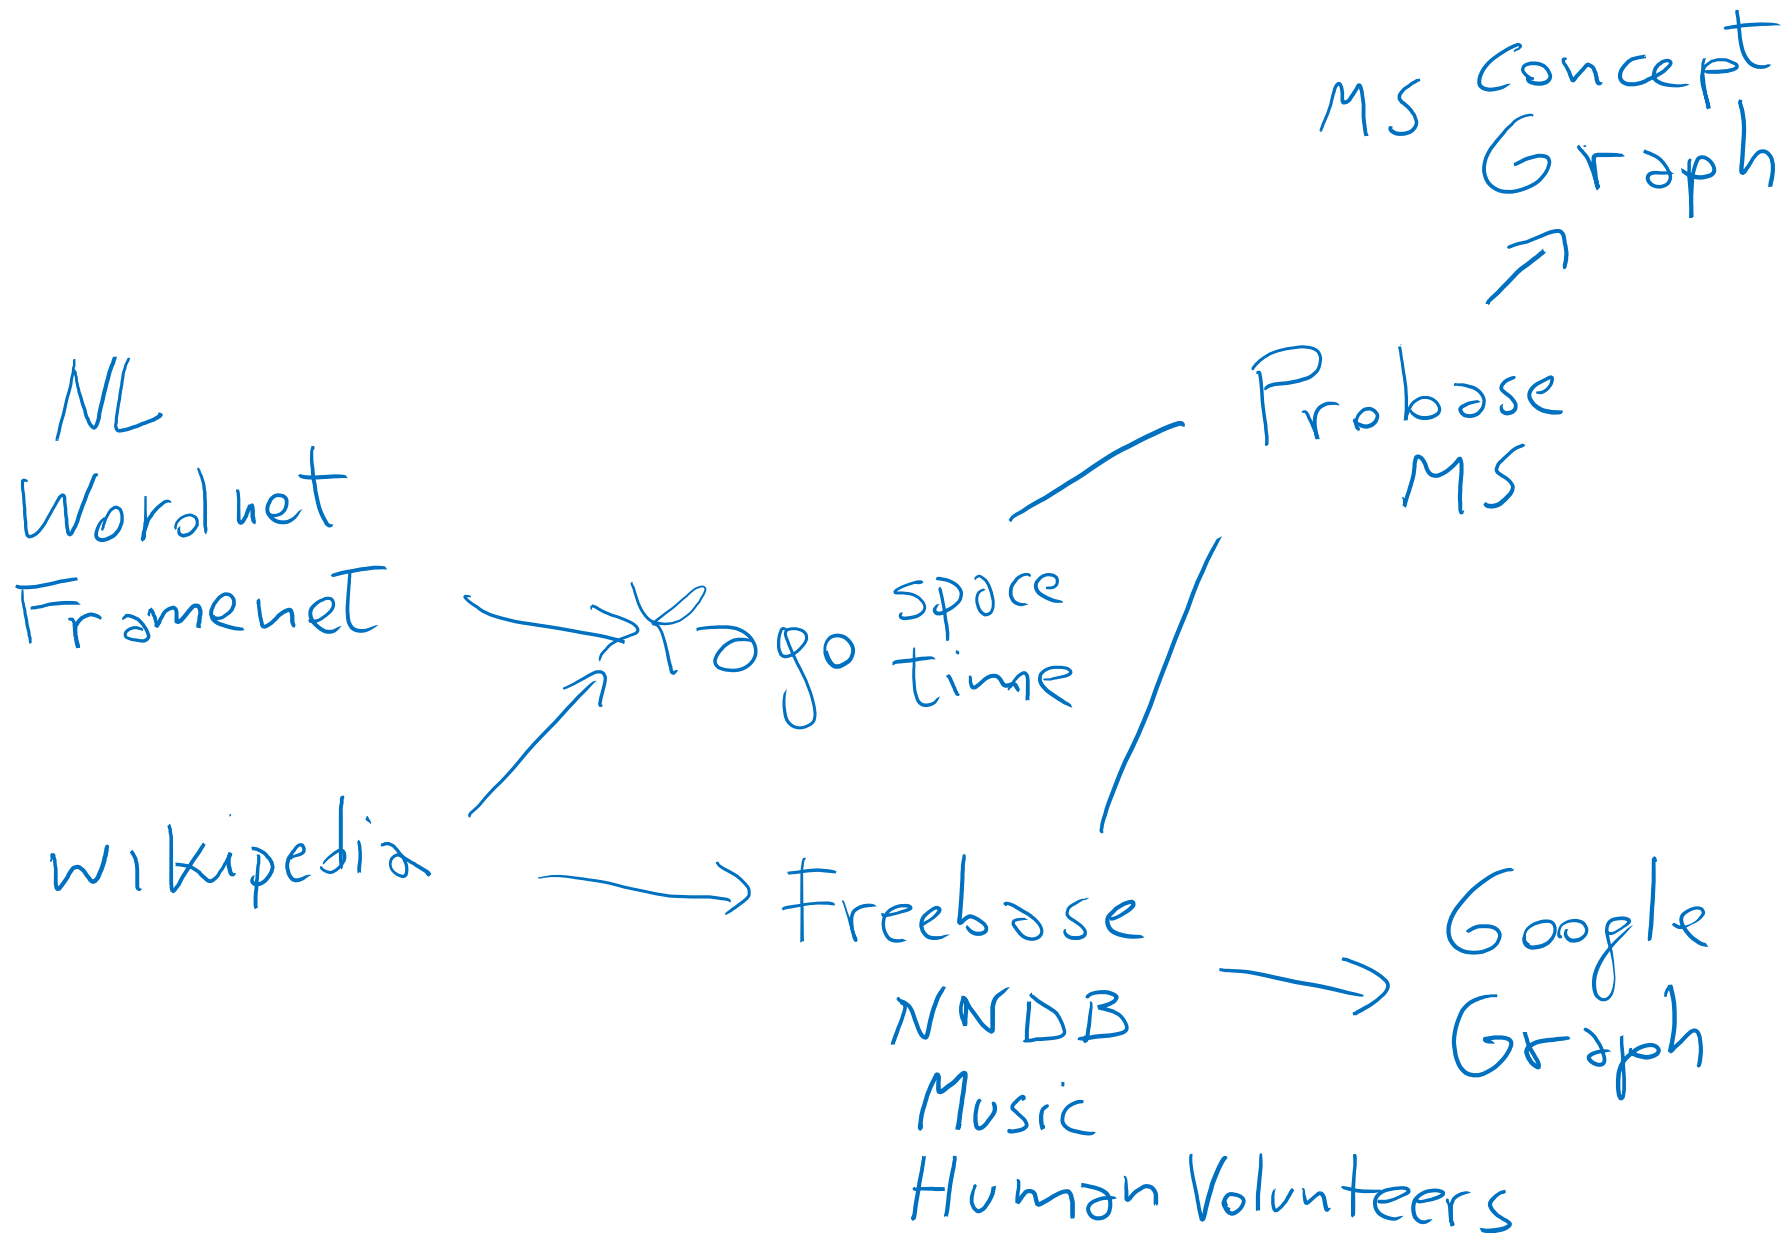 MS Concept
Graph
NL
Wordnet
Framenet
Probase
MS
Yago space
time
wikipedia
Freebase
NNDB
Music
Human Volunteers
Google
Graph